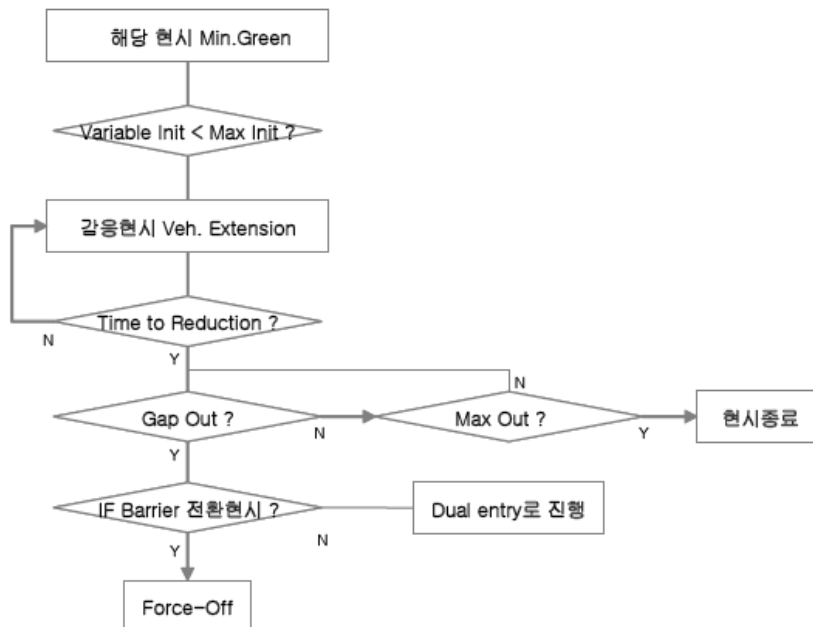 해당 현시 Min.Green
Variable Init < Max Init ?
감응현시 Veh. Extension
Time to Reduction ?
N
Y
N
Gap Out ?
N
Max Out ?
Y
현시종료
Y
IF Barrier 전환현시 ?
N
Dual entry로 진행
Y
Force-Off